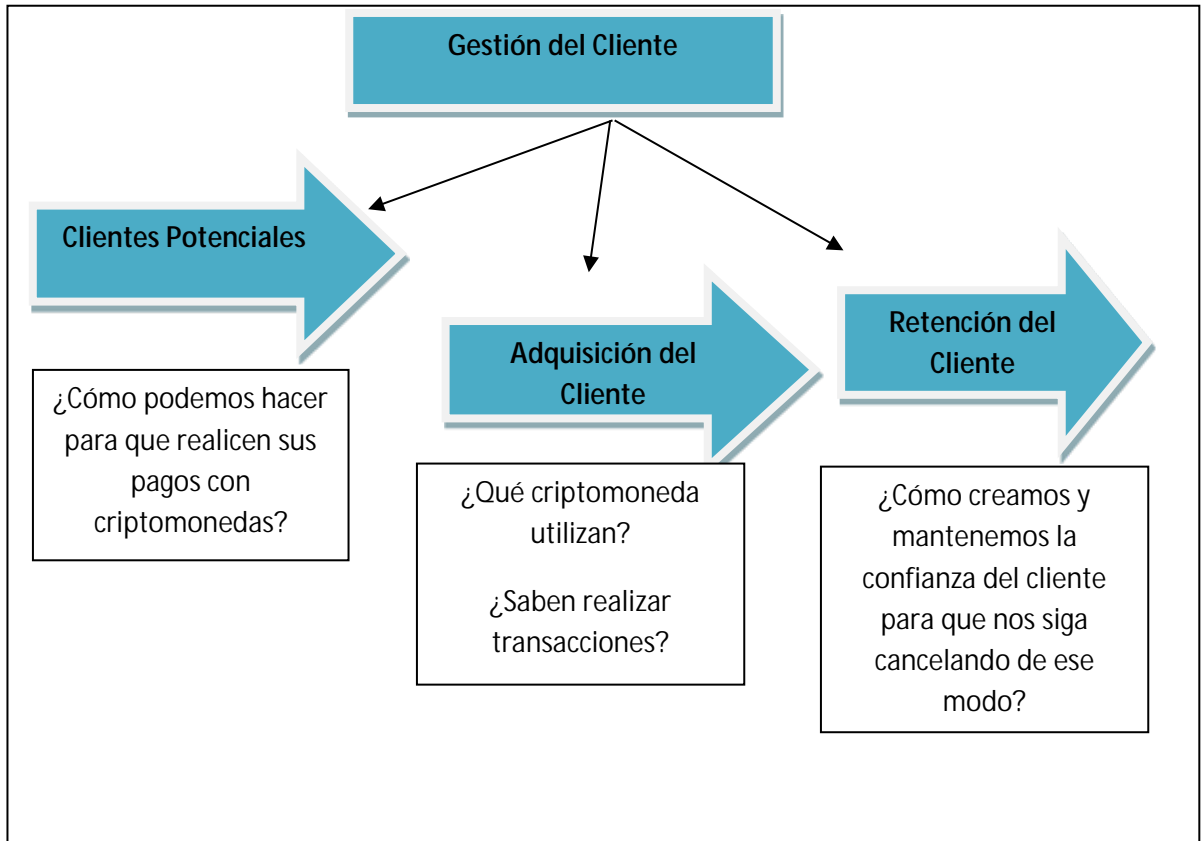 Gestión del Cliente
Clientes Potenciales
¿Cómo podemos hacer
para que realicen sus
pagos con
criptomonedas?
Adquisición del
Cliente
¿Qué criptomoneda
utilizan?
¿Saben realizar
transacciones?
Retención del
Cliente
¿Cómo creamos y
mantenemos la
confianza del cliente
para que nos siga
cancelando de ese
modo?